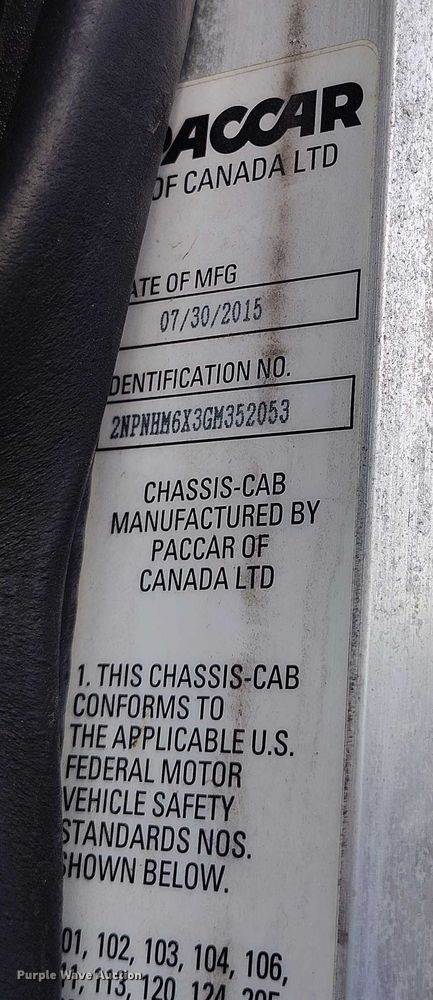 PACCAR
OF CANADA LTD
ATE OF MFG
07/30/2015
DENTIFICATION NO.
2NPNHM6X3GM352053
CHASSIS-CAB
MANUFACTURED BY
PACCAR OF
CANADA LTD
1. THIS CHASSIS-CAB
CONFORMS TO
THE APPLICABLE U.S.
FEDERAL MOTOR
VEHICLE SAFETY
STANDARDS NOS.
SHOWN BELOW.
01, 102, 103, 104, 106,
113, 120, 124, 205
Purple Wave Auction